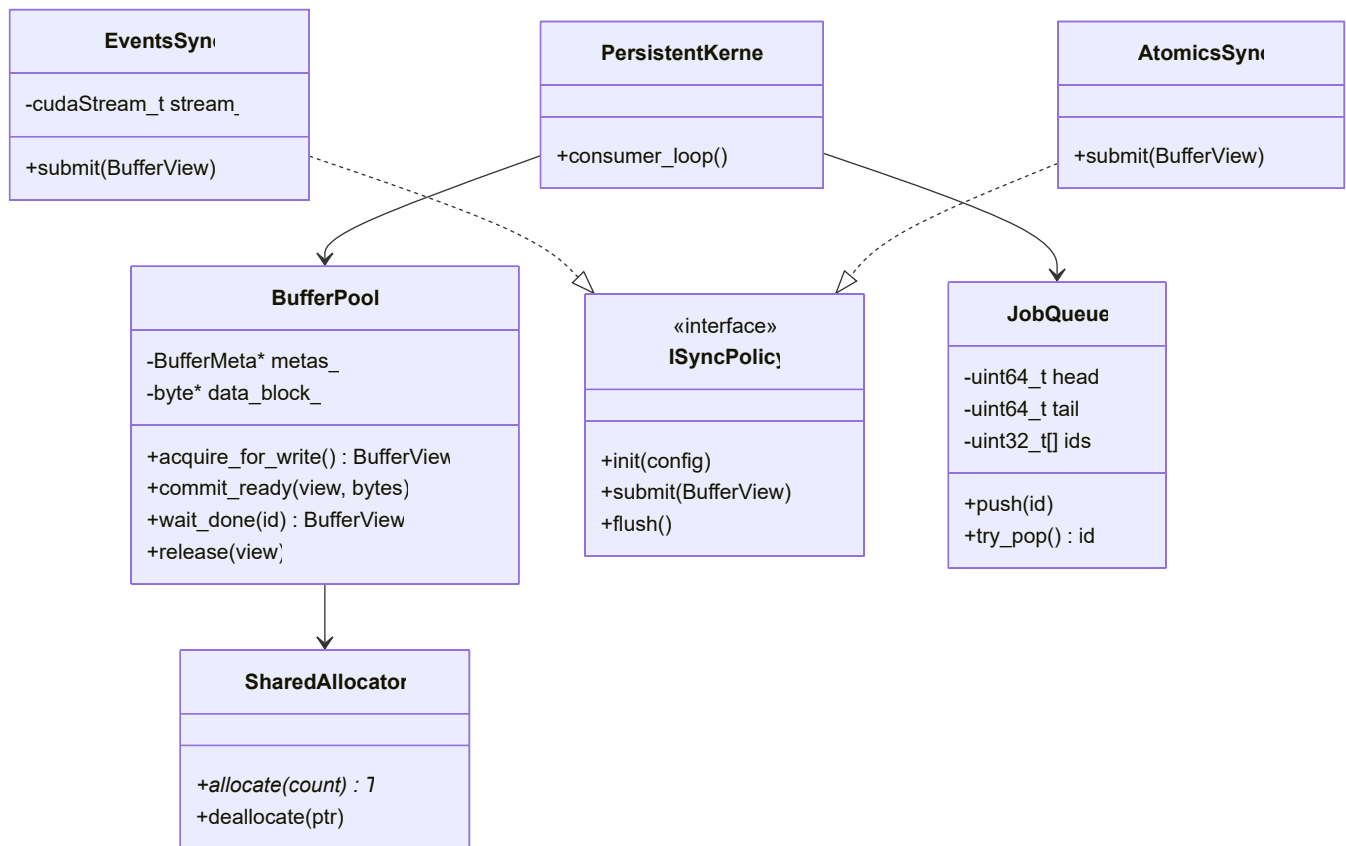 EventsSync
-cudaStream_t stream_
+submit(BufferView)
PersistentKerne
+consumer_loop()
AtomicsSync
+submit(BufferView)
BufferPool
-BufferMeta* metas_
-byte* data_block_
+acquire_for_write() : BufferView
+commit_ready(view, bytes)
+wait_done(id) : BufferView
+release(view)
«interface»
ISyncPolicy
+init(config)
+submit(BufferView)
+flush()
JobQueue
-uint64_t head
-uint64_t tail
-uint32_t[] ids
+push(id)
+try_pop() : id
SharedAllocator
+allocate(count) : T
+deallocate(ptr)